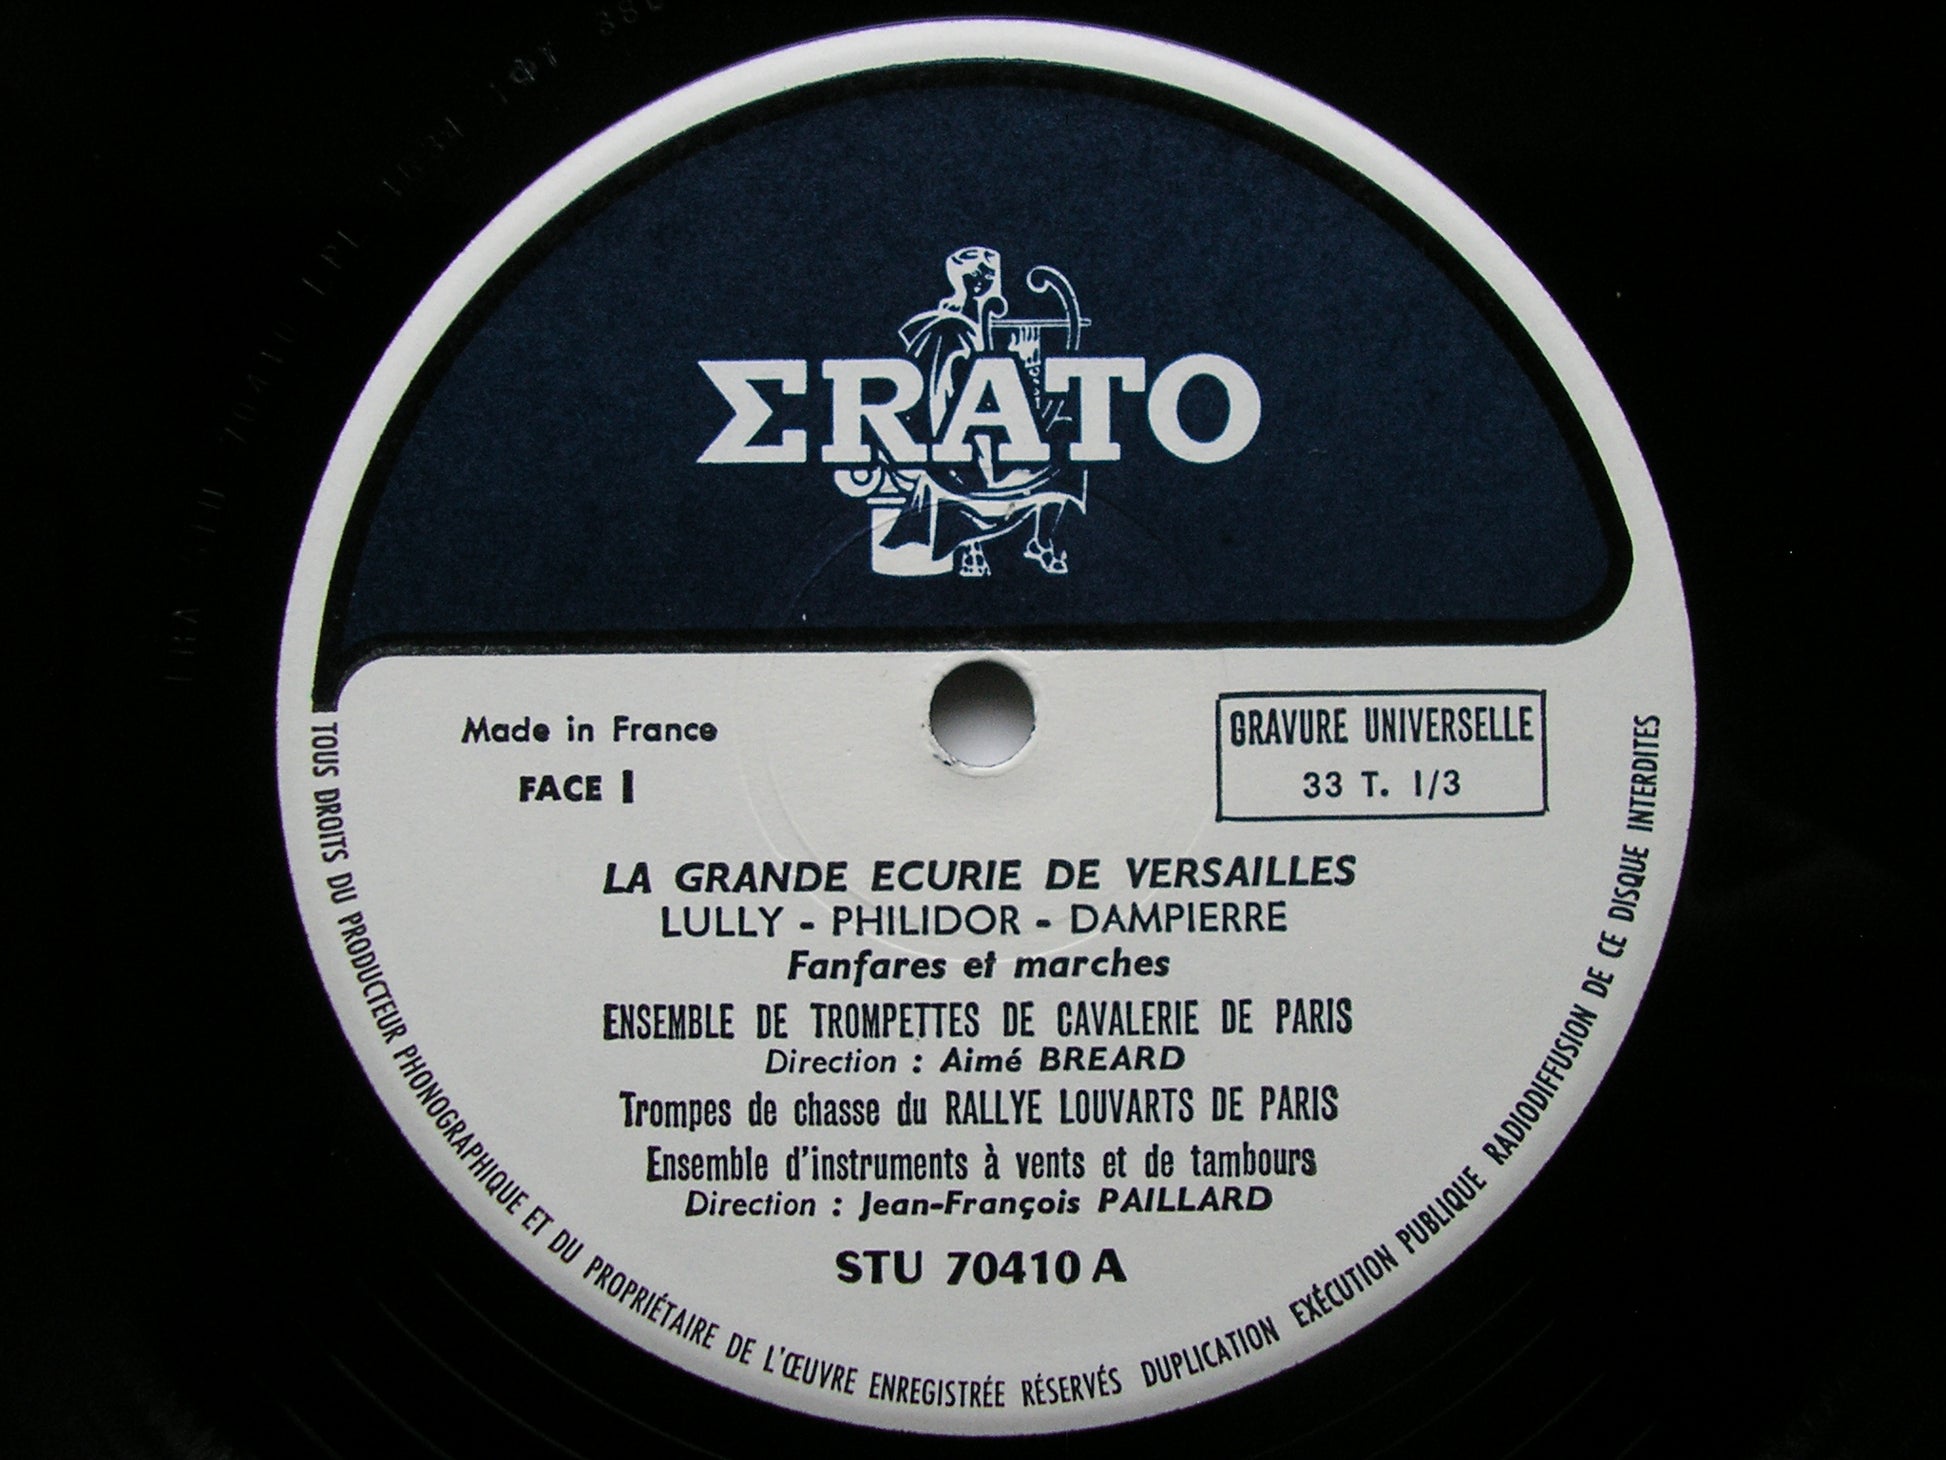 ΣRATO
Made in France
FACE I
GRAVURE UNIVERSELLE
33 T. 1/3
LA GRANDE ECURIE DE VERSAILLES
LULLY - PHILIDOR - DAMPIERRE
Fanfares et marches
ENSEMBLE DE TROMPETTES DE CAVALERIE DE PARIS
Direction : Aimé BREARD
Trompes de chasse du RALLYE LOUVARTS DE PARIS
Ensemble d'instruments à vents et de tambours
Direction : Jean-François PAILLARD
STU 70410 A
TOUS DROITS DU PRODUCTEUR PHONOGRAPHIQUE ET DU PROPRIÉTAIRE DE L'ŒUVRE ENREGISTRÉE RÉSERVÉS DUPLICATION EXÉCUTION PUBLIQUE RADIODIFFUSION DE CE DISQUE INTERDITES